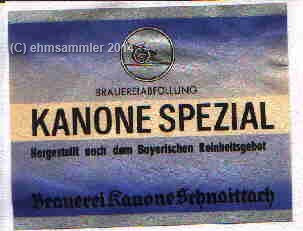 (C) ehmsammler 2014
BRAUEREIABFÜLLUNG
KANONE SPEZIAL
Hergestellt nach dem Bayerischen Reinheitsgebot
Brauerei Kanone Schnaittach